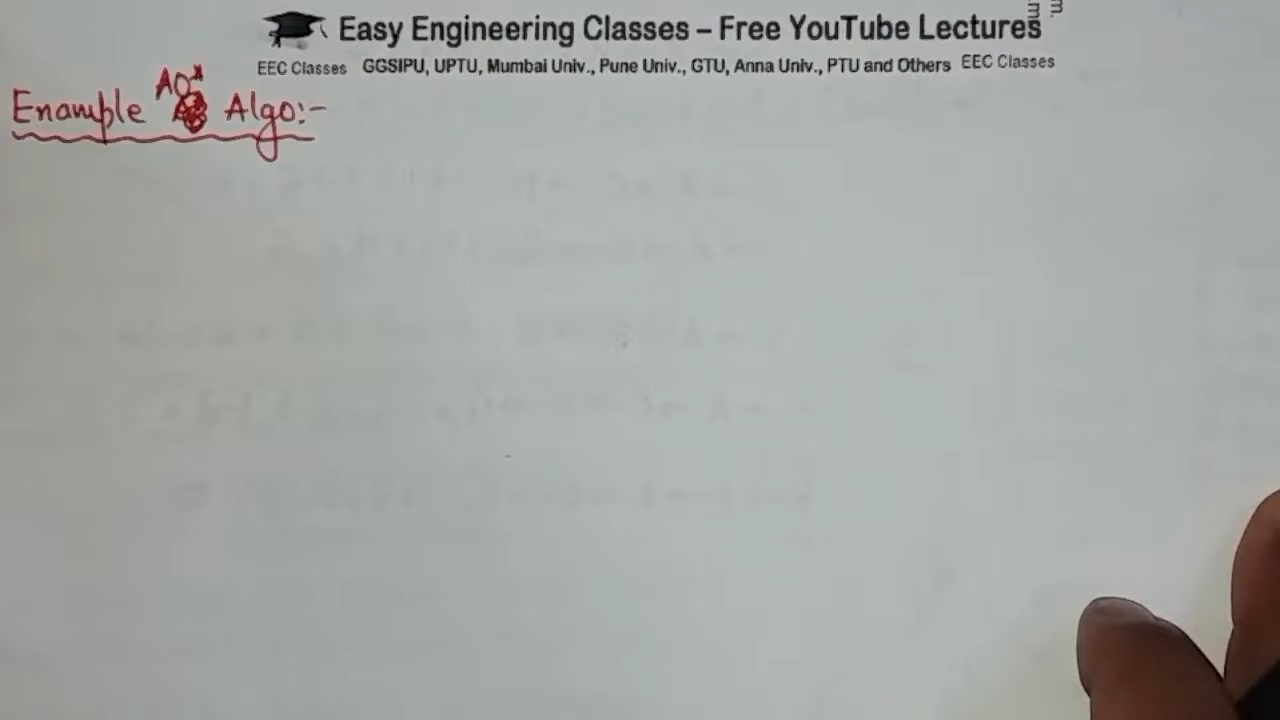 Easy Engineering Classes – Free YouTube Lectures
EEC Classes GGSIPU, UPTU, Mumbai Univ., Pune Univ., GTU, Anna Univ., PTU and Others EEC Classes
Example AO* Algo:-